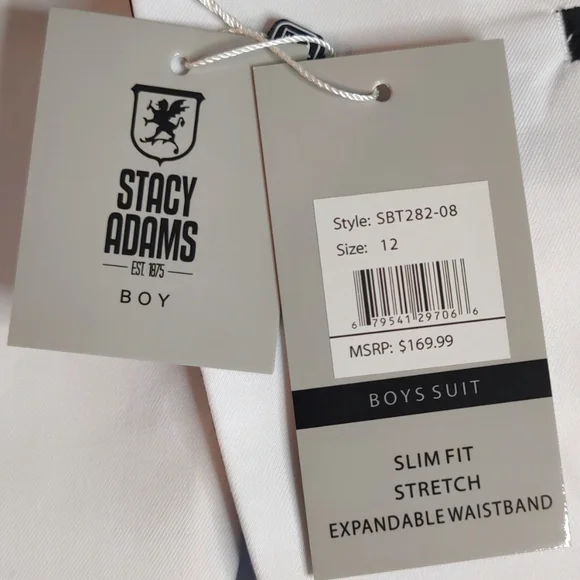 STACY
ADAMS
EST. 1875
BOY
Style: SBT282-08
Size: 12
6 79541 29706 6
MSRP: $169.99
BOYS SUIT
SLIM FIT
STRETCH
EXPANDABLE WAISTBAND